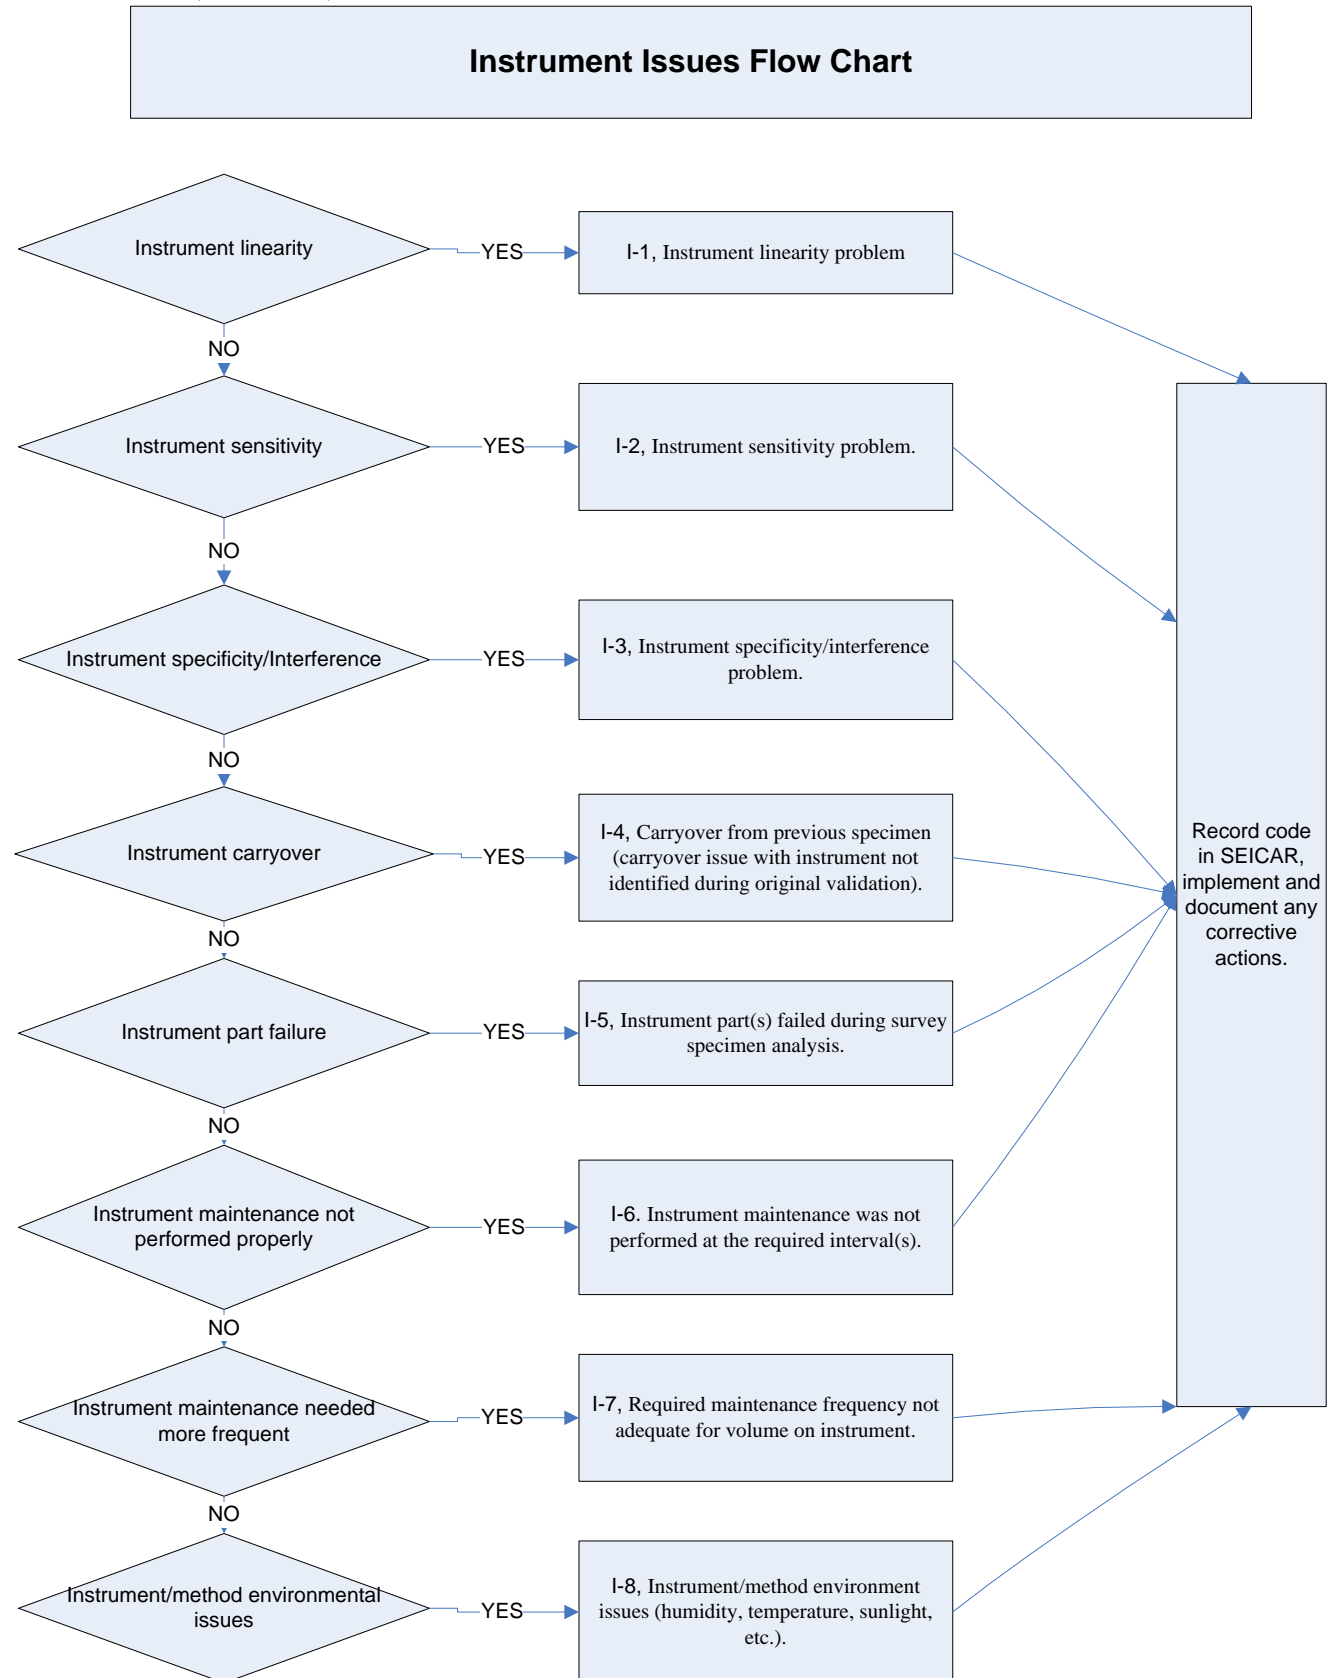 Instrument Issues Flow Chart
Instrument linearity
YES
I-1, Instrument linearity problem
NO
Instrument sensitivity
YES
I-2, Instrument sensitivity problem.
NO
Instrument specificity/Interference
YES
I-3, Instrument specificity/interference
problem.
NO
Instrument carryover
YES
I-4, Carryover from previous specimen
(carryover issue with instrument not
identified during original validation).
Record code
in SEICAR,
implement and
document any
corrective
actions.
NO
Instrument part failure
YES
I-5, Instrument part(s) failed during survey
specimen analysis.
NO
Instrument maintenance not
performed properly
YES
I-6. Instrument maintenance was not
performed at the required interval(s).
NO
Instrument maintenance needed
more frequent
YES
I-7, Required maintenance frequency not
adequate for volume on instrument.
NO
Instrument/method environmental
issues
YES
I-8, Instrument/method environment
issues (humidity, temperature, sunlight,
etc.).